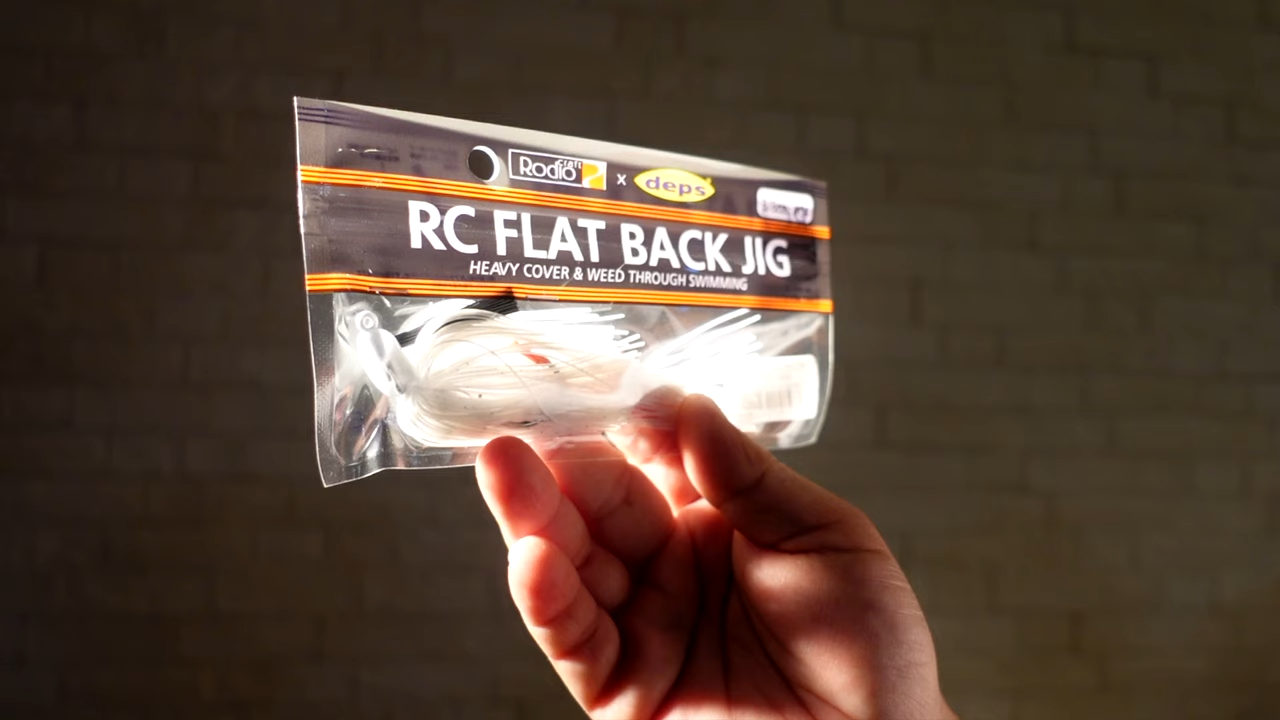 Rodio craft x deps
RC FLAT BACK JIG
HEAVY COVER & WEED THROUGH SWIMMING